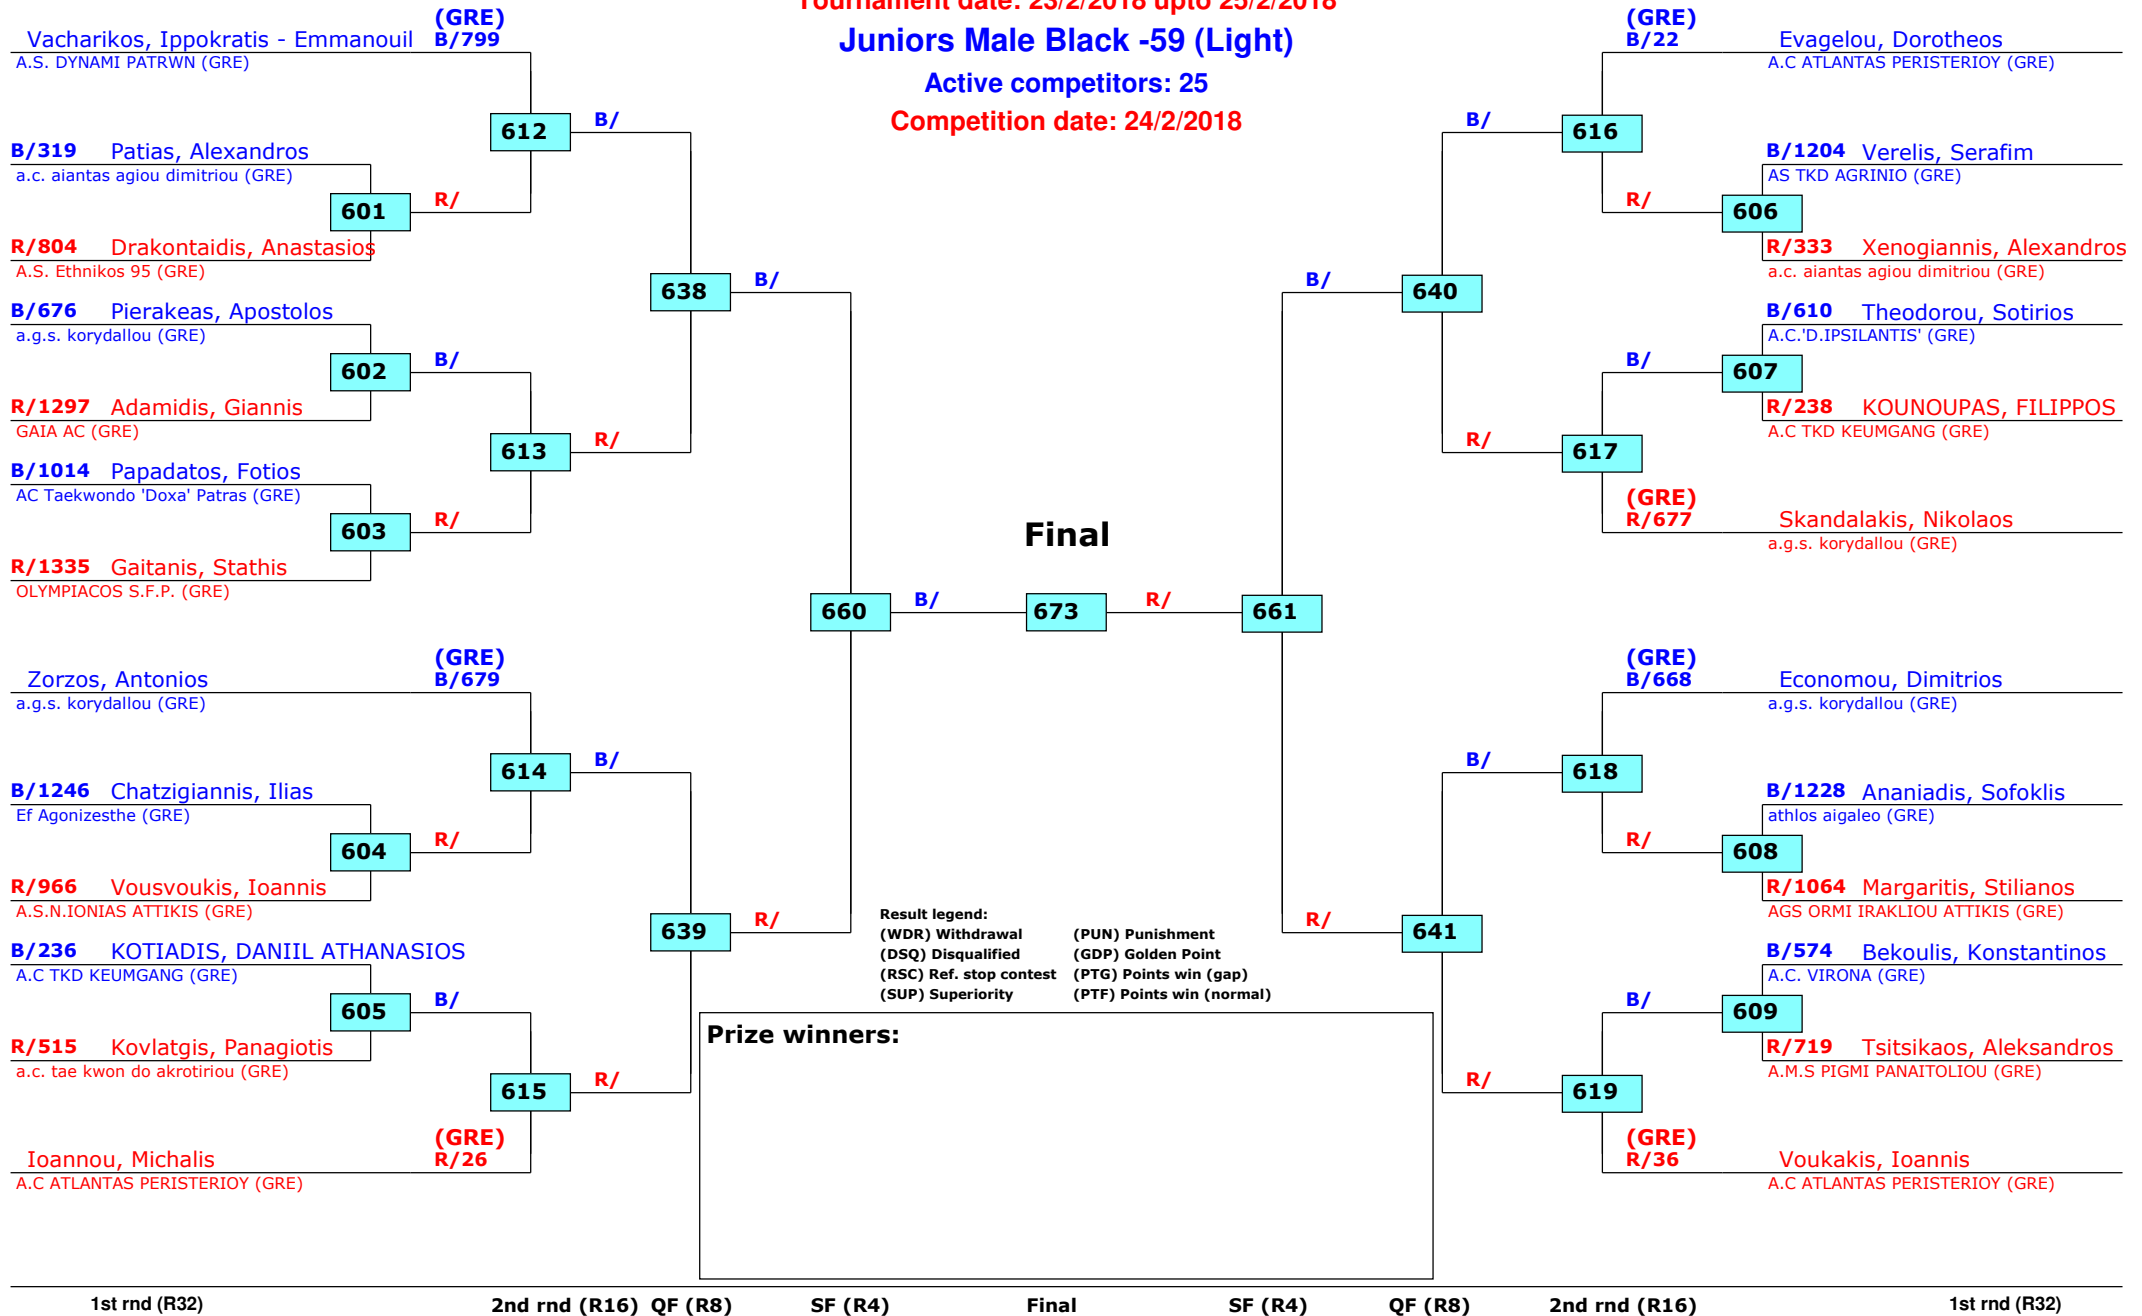 Tournament date: 23/2/2018 upto 25/2/2018
Juniors Male Black -59 (Light)
Active competitors: 25
Competition date: 24/2/2018
(GRE)
Vacharikos, Ippokratis - Emmanouil B/799
A.S. DYNAMI PATRWN (GRE)
612 B/
B/319 Patias, Alexandros
a.c. aiantas agiou dimitriou (GRE)
601 R/
R/804 Drakontaidis, Anastasios
A.S. Ethnikos 95 (GRE)
638 B/
B/676 Pierakeas, Apostolos
a.g.s. korydallou (GRE)
602 B/
R/1297 Adamidis, Giannis
GAIA AC (GRE)
613 R/
B/1014 Papadatos, Fotios
AC Taekwondo 'Doxa' Patras (GRE)
603 R/
R/1335 Gaitanis, Stathis
OLYMPIACOS S.F.P. (GRE)
660 B/
(GRE)
Zorzos, Antonios B/679
a.g.s. korydallou (GRE)
614 B/
B/1246 Chatzigiannis, Ilias
Ef Agonizesthe (GRE)
604 R/
R/966 Vousvoukis, Ioannis
A.S.N.IONIAS ATTIKIS (GRE)
639 R/
B/236 KOTIADIS, DANIIL ATHANASIOS
A.C TKD KEUMGANG (GRE)
605 B/
R/515 Kovlatgis, Panagiotis
a.c. tae kwon do akrotiriou (GRE)
615 R/
(GRE)
Ioannou, Michalis R/26
A.C ATLANTAS PERISTERIOY (GRE)
Final
673
(GRE)
B/22 Evagelou, Dorotheos
A.C ATLANTAS PERISTERIOY (GRE)
B/ 616
B/1204 Verelis, Serafim
AS TKD AGRINIO (GRE)
R/ 606
R/333 Xenogiannis, Alexandros
a.c. aiantas agiou dimitriou (GRE)
B/ 640
B/610 Theodorou, Sotirios
A.C.'D.IPSILANTIS' (GRE)
B/ 607
R/238 KOUNOUPAS, FILIPPOS
A.C TKD KEUMGANG (GRE)
R/ 617
(GRE)
R/677 Skandalakis, Nikolaos
a.g.s. korydallou (GRE)
R/ 661
(GRE)
B/668 Economou, Dimitrios
a.g.s. korydallou (GRE)
B/ 618
B/1228 Ananiadis, Sofoklis
athlos aigaleo (GRE)
R/ 608
R/1064 Margaritis, Stilianos
AGS ORMI IRAKLIOU ATTIKIS (GRE)
R/ 641
B/574 Bekoulis, Konstantinos
A.C. VIRONA (GRE)
B/ 609
R/719 Tsitsikaos, Aleksandros
A.M.S PIGMI PANAITOLIOU (GRE)
R/ 619
(GRE)
R/36 Voukakis, Ioannis
A.C ATLANTAS PERISTERIOY (GRE)
Result legend:
(WDR) Withdrawal (PUN) Punishment
(DSQ) Disqualified (GDP) Golden Point
(RSC) Ref. stop contest (PTG) Points win (gap)
(SUP) Superiority (PTF) Points win (normal)
Prize winners:
1st rnd (R32) 2nd rnd (R16) QF (R8) SF (R4) Final SF (R4) QF (R8) 2nd rnd (R16) 1st rnd (R32)